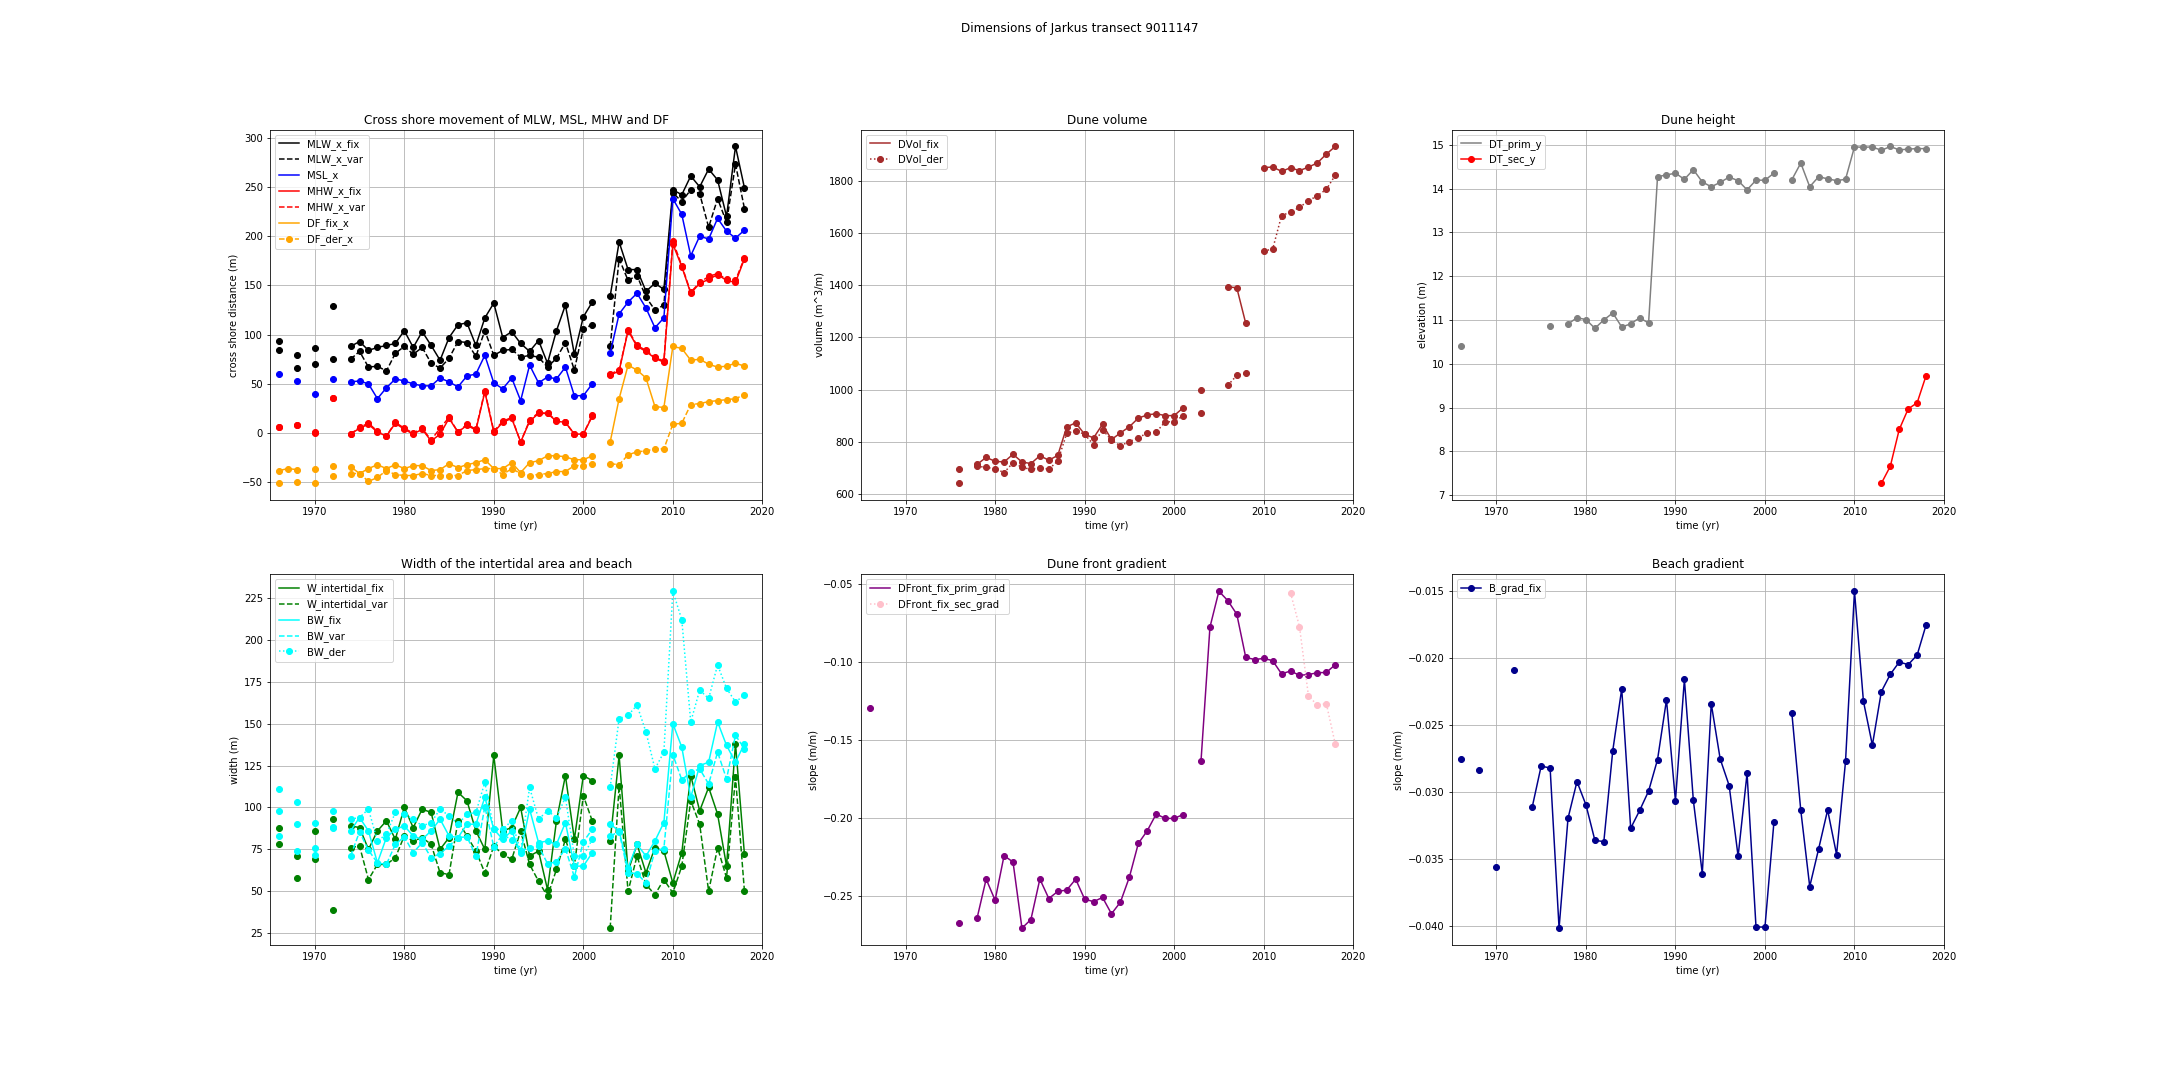 Dimensions of Jarkus transect 9011147
Cross shore movement of MLW, MSL, MHW and DF
300
250
200
150
100
50
0
−50
cross shore distance (m)
MLW_x_fix
MLW_x_var
MSL_x
MHW_x_fix
MHW_x_var
DF_fix_x
DF_der_x
1970 1980 1990 2000 2010 2020
time (yr)
Dune volume
1800
1600
1400
1200
1000
800
600
volume (m^3/m)
DVol_fix
DVol_der
1970 1980 1990 2000 2010 2020
time (yr)
Dune height
15
14
13
12
11
10
9
8
7
elevation (m)
DT_prim_y
DT_sec_y
1970 1980 1990 2000 2010 2020
time (yr)
Width of the intertidal area and beach
225
200
175
150
125
100
75
50
25
width (m)
W_intertidal_fix
W_intertidal_var
BW_fix
BW_var
BW_der
1970 1980 1990 2000 2010 2020
time (yr)
Dune front gradient
−0.05
−0.10
−0.15
−0.20
−0.25
slope (m/m)
DFront_fix_prim_grad
DFront_fix_sec_grad
1970 1980 1990 2000 2010 2020
time (yr)
Beach gradient
−0.015
−0.020
−0.025
−0.030
−0.035
−0.040
slope (m/m)
B_grad_fix
1970 1980 1990 2000 2010 2020
time (yr)